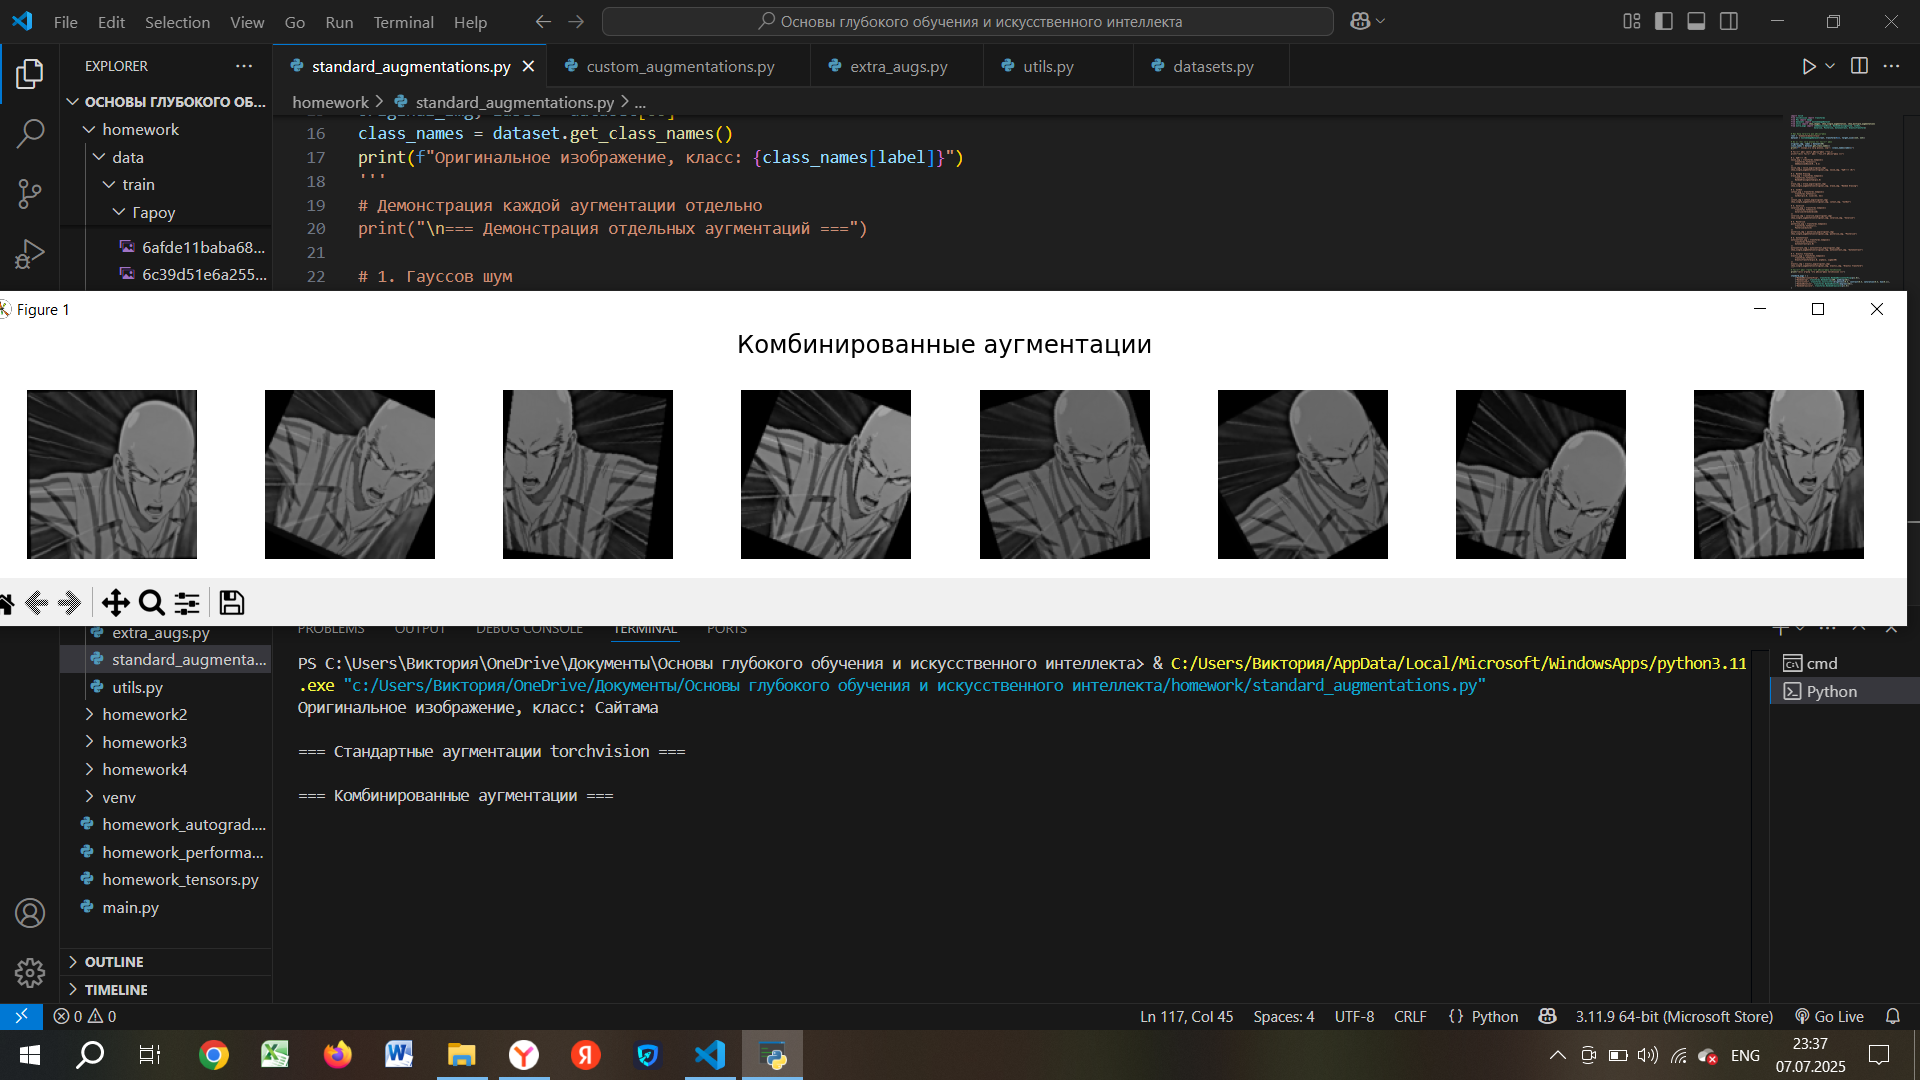 File Edit Selection View Go Run Terminal Help
Основы глубокого обучения и искусственного интеллекта
EXPLORER
standard_augmentations.py
custom_augmentations.py
extra_augs.py
utils.py
datasets.py
ОСНОВЫ ГЛУБОКОГО ОБ...
homework > standard_augmentations.py > ...
homework
data
train
Гароу
6afde11baba68...
6c39d51e6a255...
16 class_names = dataset.get_class_names()
17 print(f"Оригинальное изображение, класс: {class_names[label]}")
18 '''
19 # Демонстрация каждой аугментации отдельно
20 print("\n=== Демонстрация отдельных аугментаций ===")
21
22 # 1. Гауссов шум
Figure 1
Комбинированные аугментации
extra_augs.py
standard_augmenta...
utils.py
homework2
homework3
homework4
venv
homework_autograd....
homework_performa...
homework_tensors.py
main.py
OUTLINE
TIMELINE
PROBLEMS OUTPUT DEBUG CONSOLE TERMINAL PORTS
PS C:\Users\Виктория\OneDrive\Документы\Основы глубокого обучения и искусственного интеллекта> & C:/Users/Виктория/AppData/Local/Microsoft/WindowsApps/python3.11
.exe "c:/Users/Виктория/OneDrive/Документы/Основы глубокого обучения и искусственного интеллекта/homework/standard_augmentations.py"
Оригинальное изображение, класс: Сайтама
=== Стандартные аугментации torchvision ===
=== Комбинированные аугментации ===
cmd
Python
0 0
Ln 117, Col 45 Spaces: 4 UTF-8 CRLF {} Python 3.11.9 64-bit (Microsoft Store) Go Live
ENG
23:37
07.07.2025